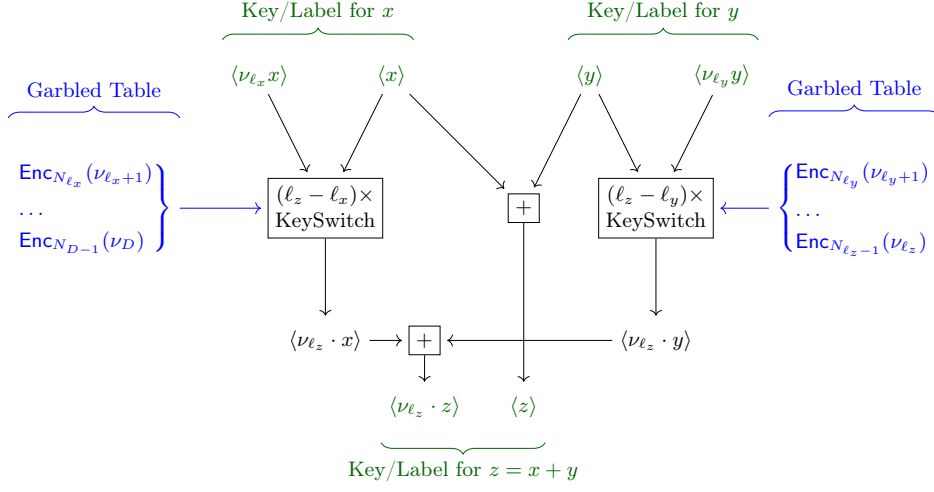 Key/Label for x
Key/Label for y
⟨ν_{ℓ_x} x⟩ ⟨x⟩ ⟨y⟩ ⟨ν_{ℓ_y} y⟩
Garbled Table
Garbled Table
Enc_{N_{ℓ_x}}(ν_{ℓ_x+1})
...
Enc_{N_{D−1}}(ν_D)
(ℓ_z − ℓ_x)×
KeySwitch
+
(ℓ_z − ℓ_y)×
KeySwitch
Enc_{N_{ℓ_y}}(ν_{ℓ_y+1})
...
Enc_{N_{ℓ_z−1}}(ν_{ℓ_z})
⟨ν_{ℓ_z} · x⟩ + ⟨ν_{ℓ_z} · y⟩
⟨ν_{ℓ_z} · z⟩ ⟨z⟩
Key/Label for z = x + y